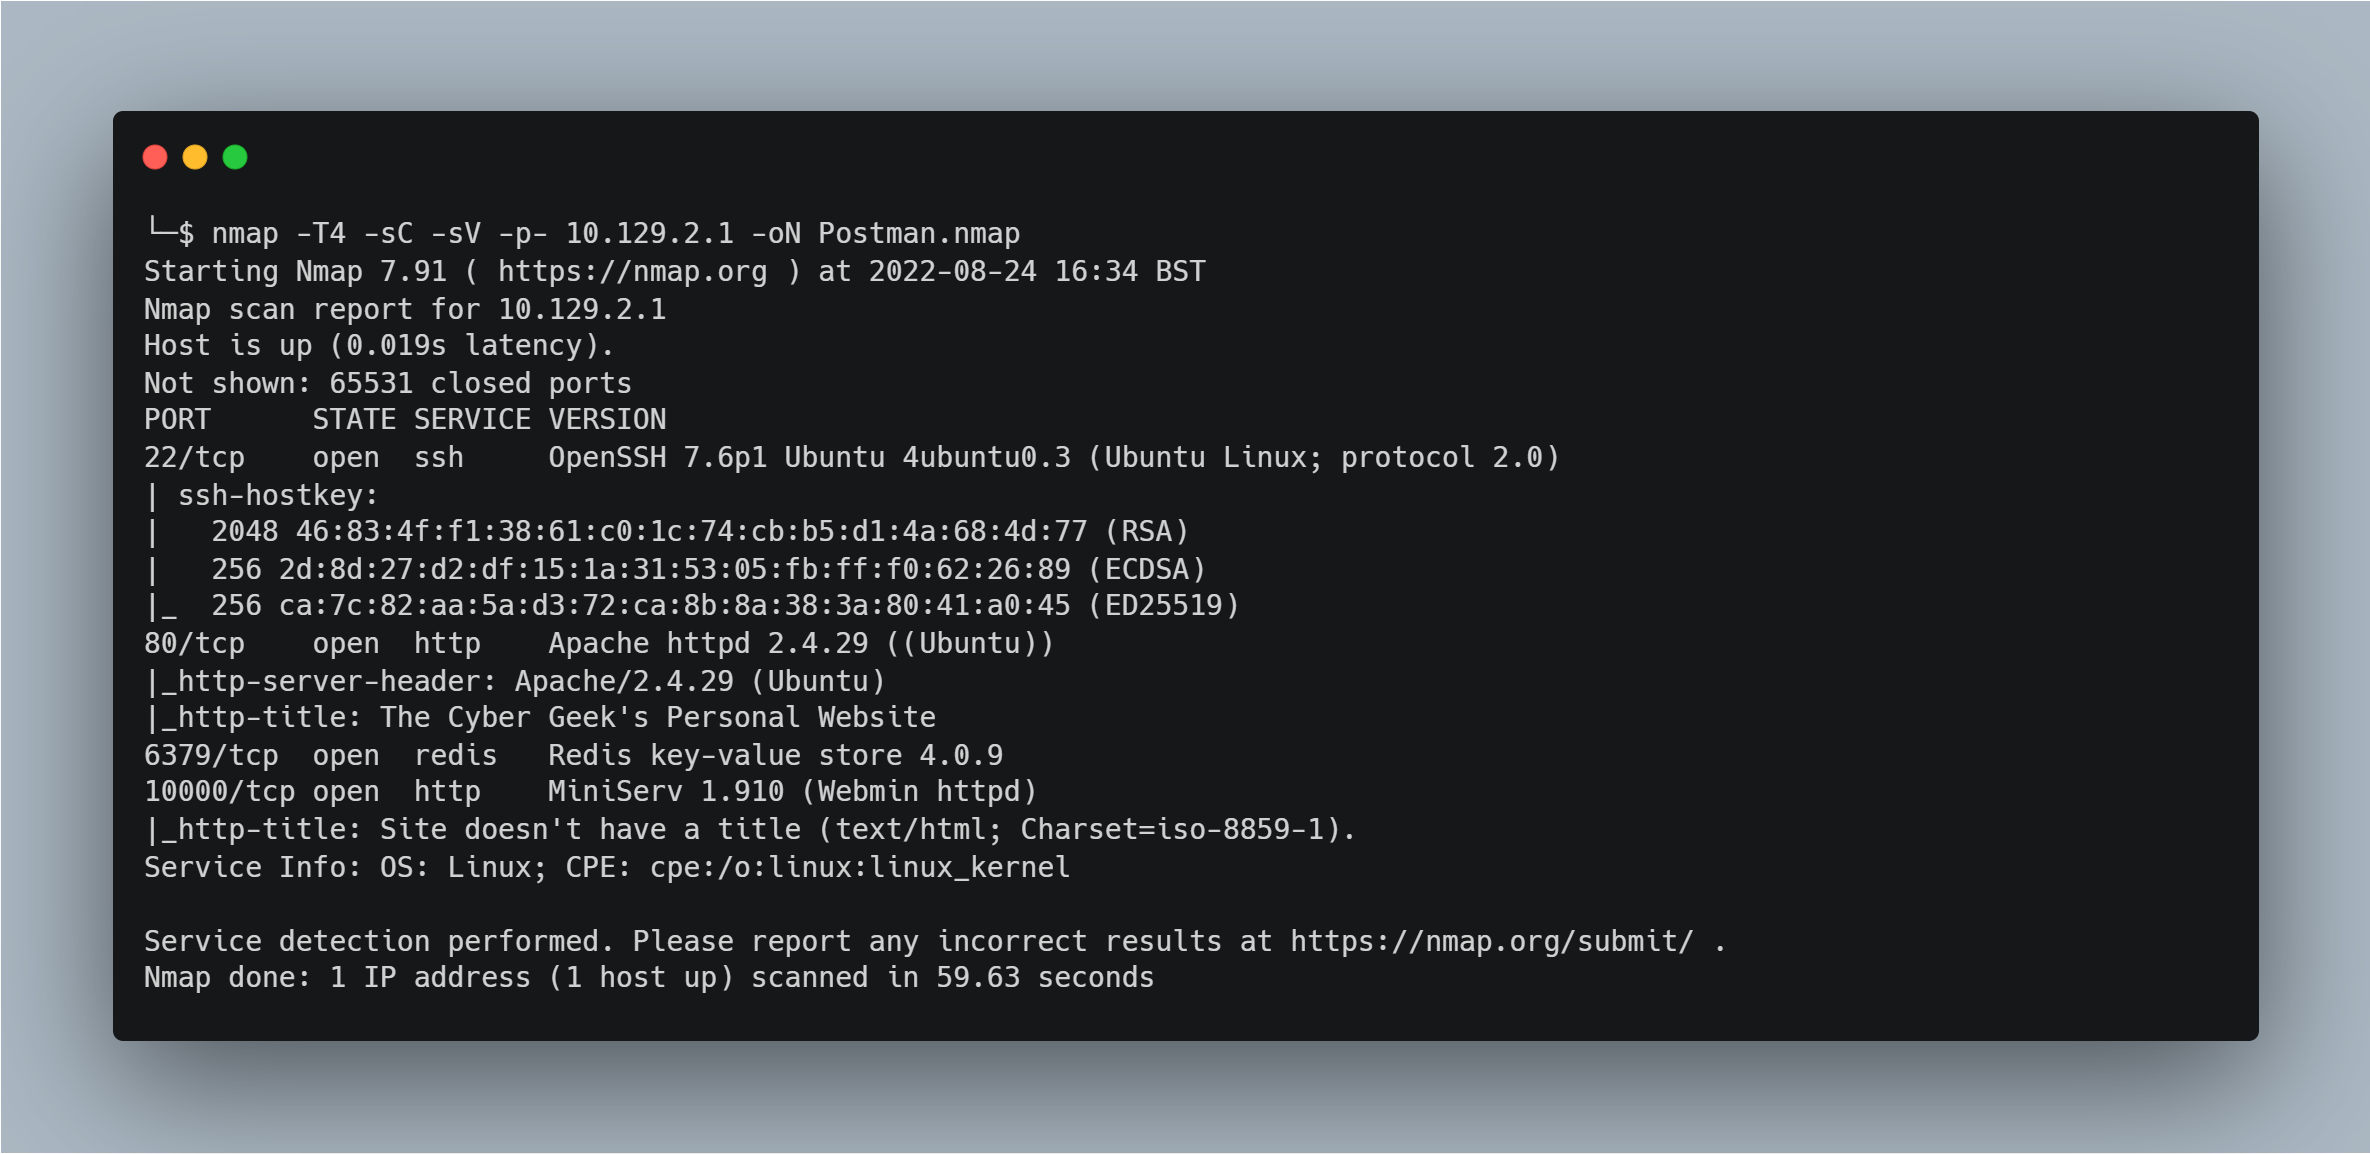 └─$ nmap -T4 -sC -sV -p- 10.129.2.1 -oN Postman.nmap
Starting Nmap 7.91 ( https://nmap.org ) at 2022-08-24 16:34 BST
Nmap scan report for 10.129.2.1
Host is up (0.019s latency).
Not shown: 65531 closed ports
PORT      STATE SERVICE VERSION
22/tcp    open  ssh     OpenSSH 7.6p1 Ubuntu 4ubuntu0.3 (Ubuntu Linux; protocol 2.0)
| ssh-hostkey:
|   2048 46:83:4f:f1:38:61:c0:1c:74:cb:b5:d1:4a:68:4d:77 (RSA)
|   256 2d:8d:27:d2:df:15:1a:31:53:05:fb:ff:f0:62:26:89 (ECDSA)
|_  256 ca:7c:82:aa:5a:d3:72:ca:8b:8a:38:3a:80:41:a0:45 (ED25519)
80/tcp    open  http    Apache httpd 2.4.29 ((Ubuntu))
|_http-server-header: Apache/2.4.29 (Ubuntu)
|_http-title: The Cyber Geek's Personal Website
6379/tcp  open  redis   Redis key-value store 4.0.9
10000/tcp open  http    MiniServ 1.910 (Webmin httpd)
|_http-title: Site doesn't have a title (text/html; Charset=iso-8859-1).
Service Info: OS: Linux; CPE: cpe:/o:linux:linux_kernel

Service detection performed. Please report any incorrect results at https://nmap.org/submit/ .
Nmap done: 1 IP address (1 host up) scanned in 59.63 seconds